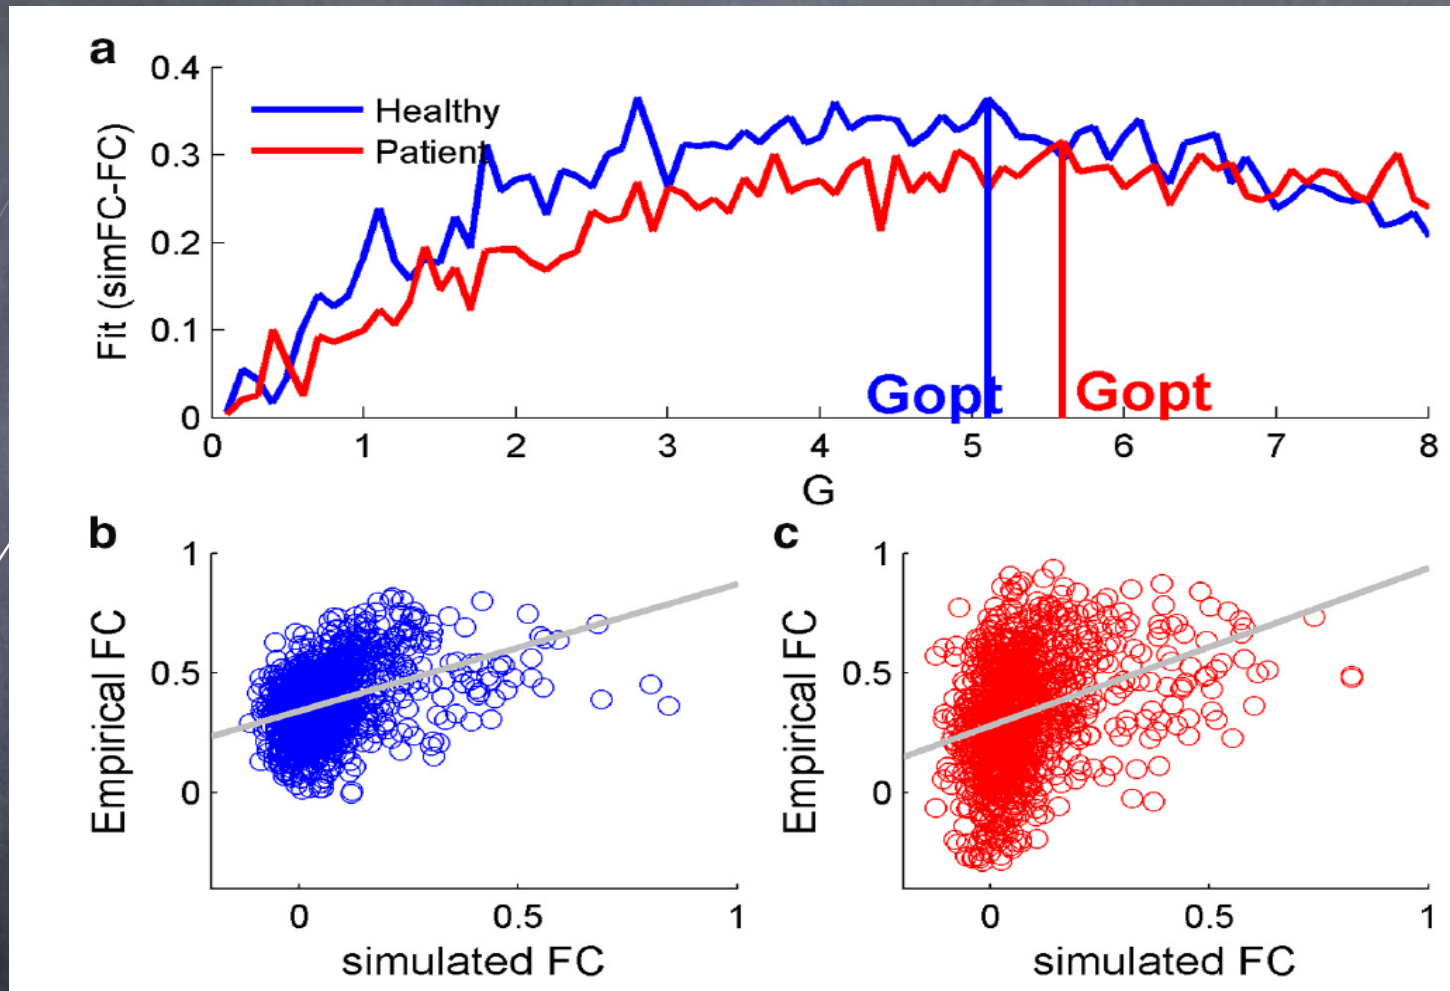 a
0.4
Healthy
0.3
Patient
0.2
0.1
0
Fit (simFC-FC)
Gopt
Gopt
0 1 2 3 4 5 6 7 8
G
b
1
0.5
0
Empirical FC
0 0.5 1
simulated FC
c
1
0.5
0
Empirical FC
0 0.5 1
simulated FC